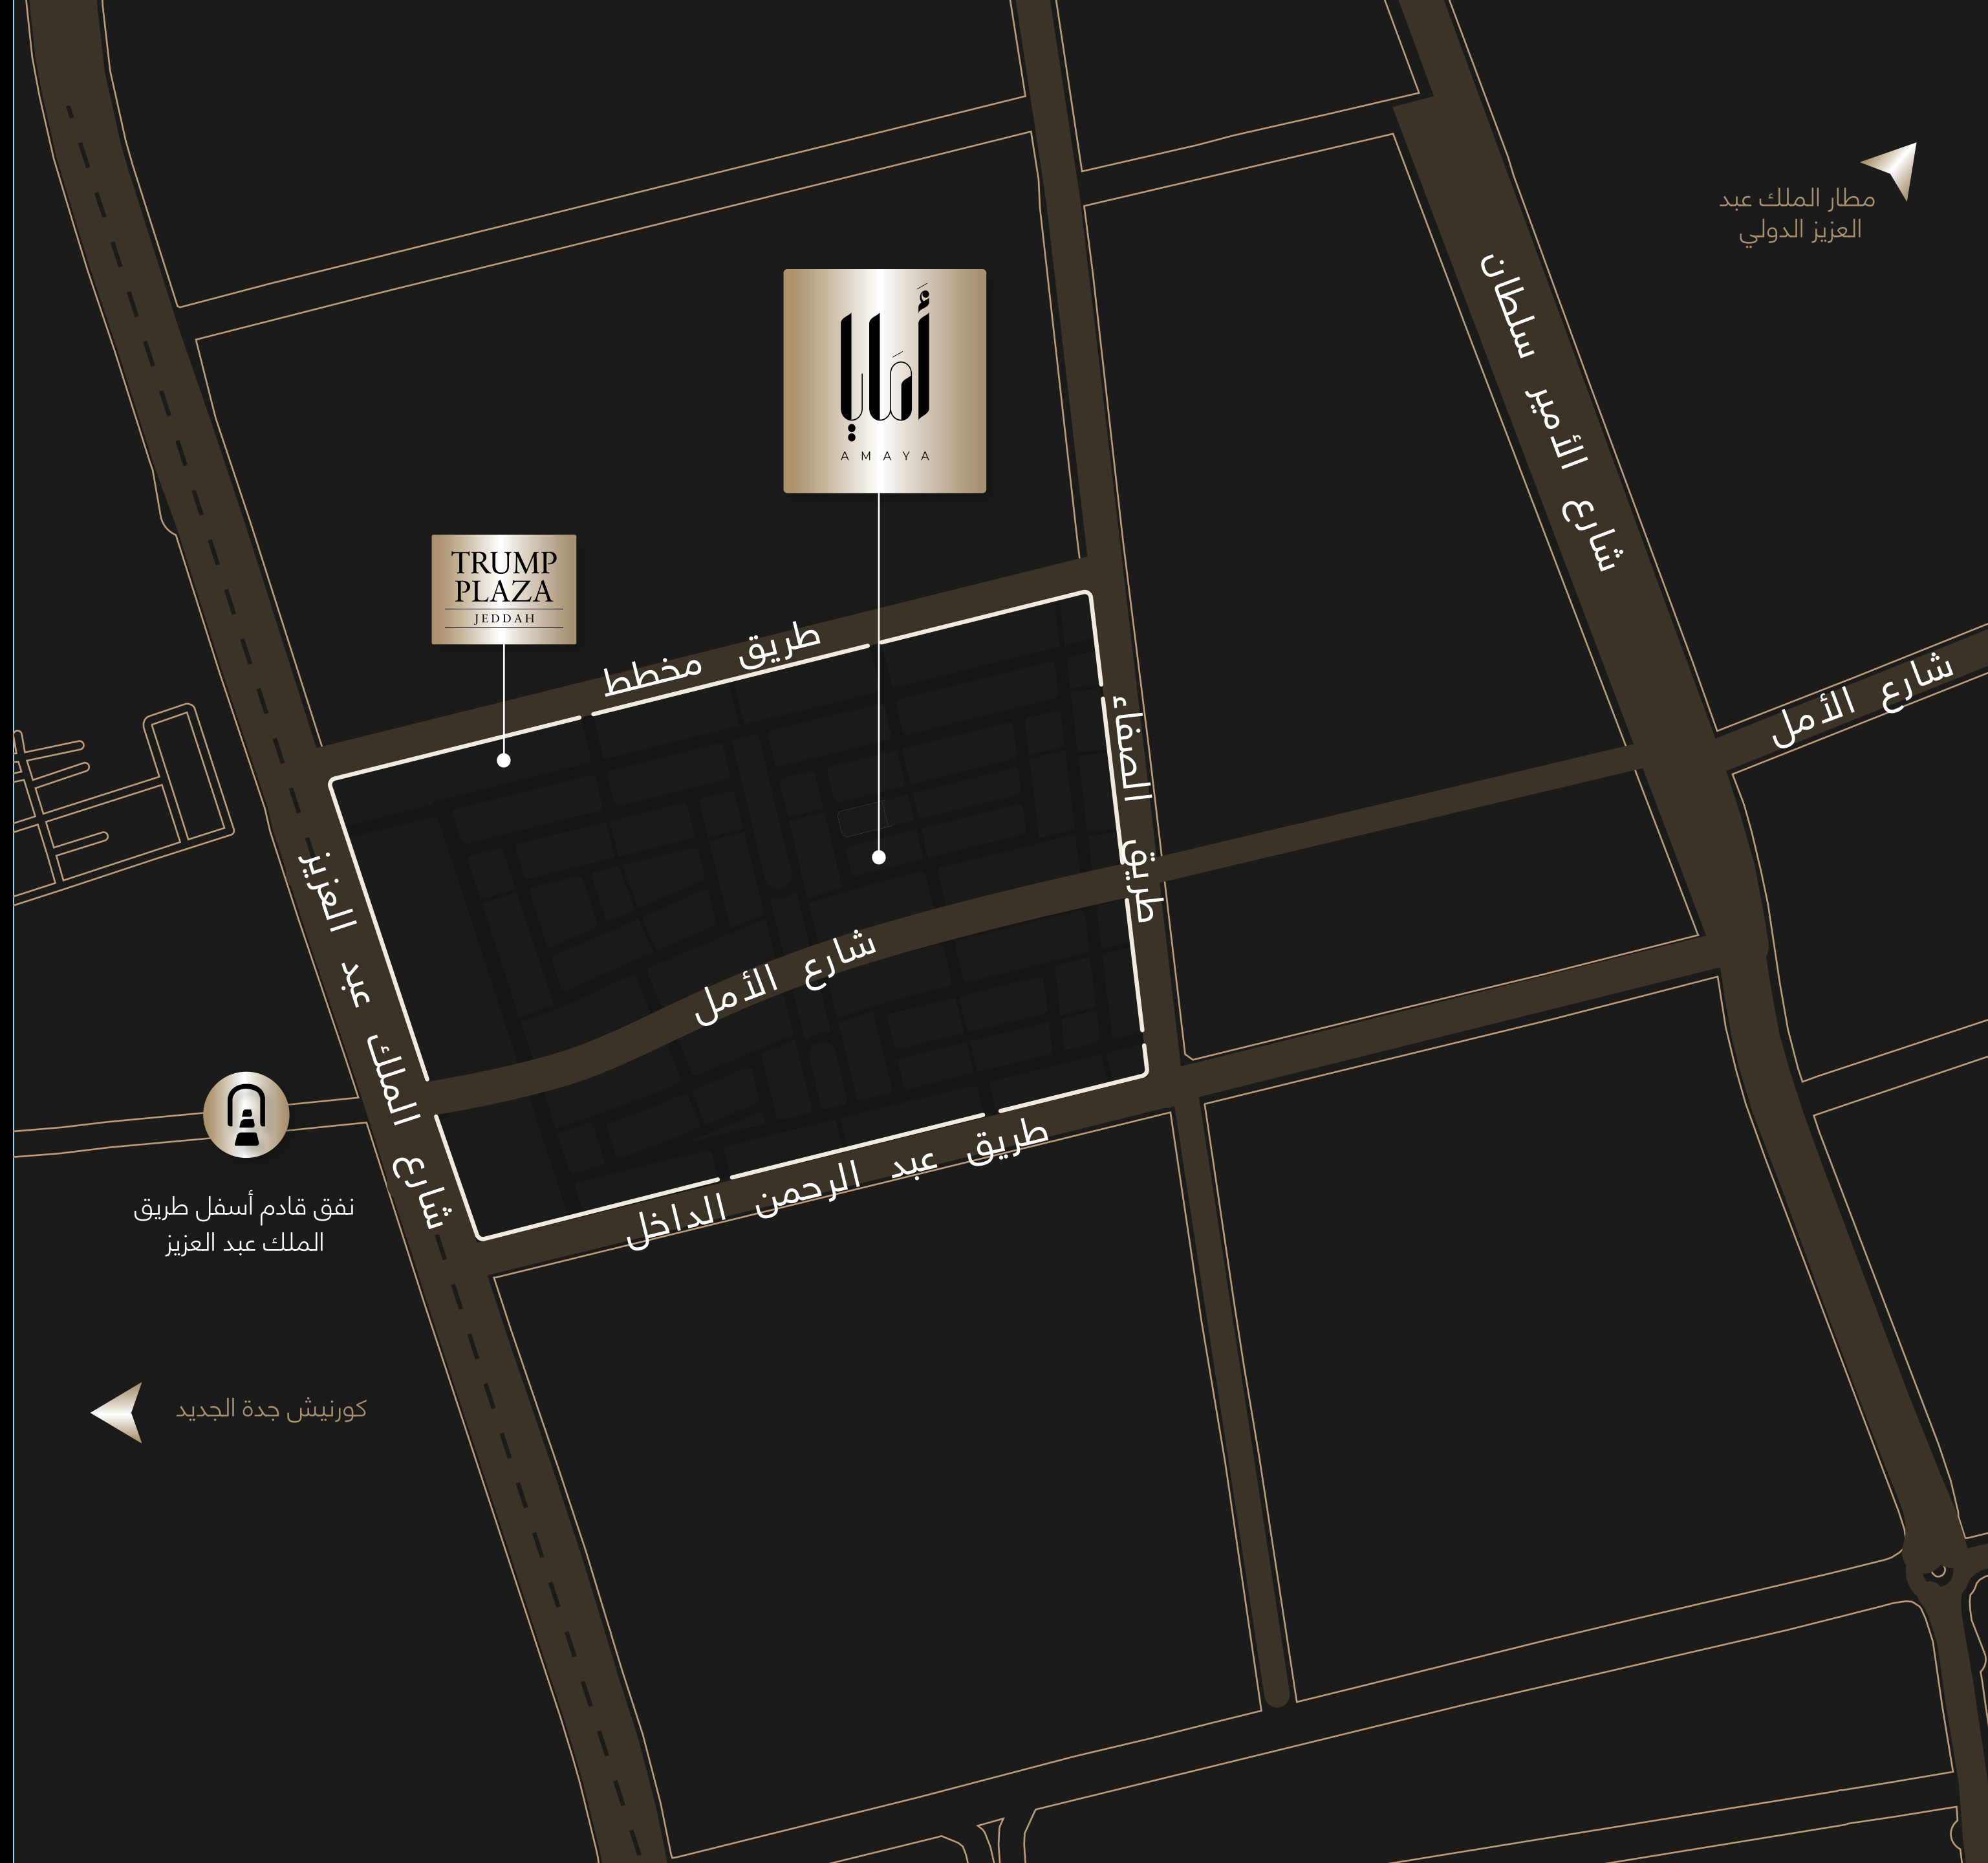 مطار الملك عبد
العزيز الدولي
شارع الأمير سلطان
أَمَايا
AMAYA
TRUMP
PLAZA
JEDDAH
طريق مخطط
شارع الأمل
طريق الصفاء
شارع الملك عبد العزيز
شارع الأمل
طريق عبد الرحمن الداخل
نفق قادم أسفل طريق
الملك عبد العزيز
كورنيش جدة الجديد